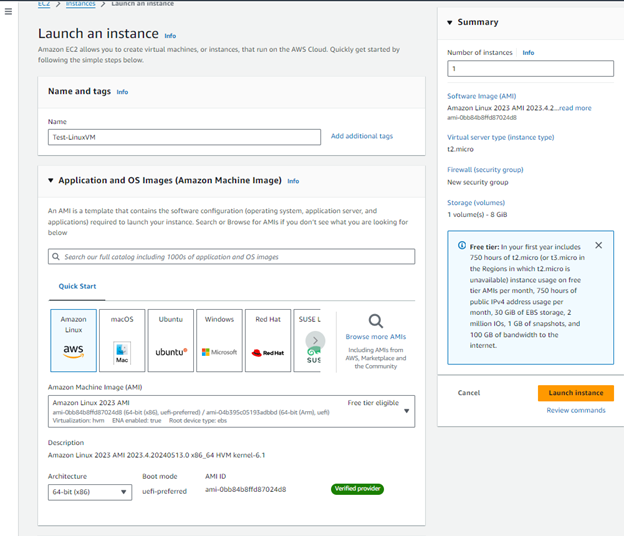 EC2 > Instances > Launch an instance
Launch an instance Info
Amazon EC2 allows you to create virtual machines, or instances, that run on the AWS Cloud. Quickly get started by
following the simple steps below.
Name and tags Info
Name
Test-LinuxVM
Add additional tags
Application and OS Images (Amazon Machine Image) Info
An AMI is a template that contains the software configuration (operating system, application server, and
applications) required to launch your instance. Search or Browse for AMIs if you don't see what you are looking for
below
Search our full catalog including 1000s of application and OS images
Quick Start
Amazon
Linux
aws
macOS
Mac
Ubuntu
ubuntu
Windows
Microsoft
Red Hat
Red Hat
SUSE L
SUS
Browse more AMIs
Including AMIs from
AWS, Marketplace and
the Community
Amazon Machine Image (AMI)
Amazon Linux 2023 AMI
Free tier eligible
ami-0bb84b8ffd87024d8 (64-bit (x86), uefi-preferred) / ami-04b395c05193adbbd (64-bit (Arm), uefi)
Virtualization: hvm ENA enabled: true Root device type: ebs
Description
Amazon Linux 2023 AMI 2023.4.20240513.0 x86_64 HVM kernel-6.1
Architecture
64-bit (x86)
Boot mode
uefi-preferred
AMI ID
ami-0bb84b8ffd87024d8
Verified provider
Summary
Number of instances Info
1
Software Image (AMI)
Amazon Linux 2023 AMI 2023.4.2...read more
ami-0bb84b8ffd87024d8
Virtual server type (instance type)
t2.micro
Firewall (security group)
New security group
Storage (volumes)
1 volume(s) - 8 GiB
Free tier: In your first year includes
750 hours of t2.micro (or t3.micro in
the Regions in which t2.micro is
unavailable) instance usage on free
tier AMIs per month, 750 hours of
public IPv4 address usage per
month, 30 GiB of EBS storage, 2
million IOs, 1 GB of snapshots, and
100 GB of bandwidth to the
internet.
Cancel
Launch instance
Review commands